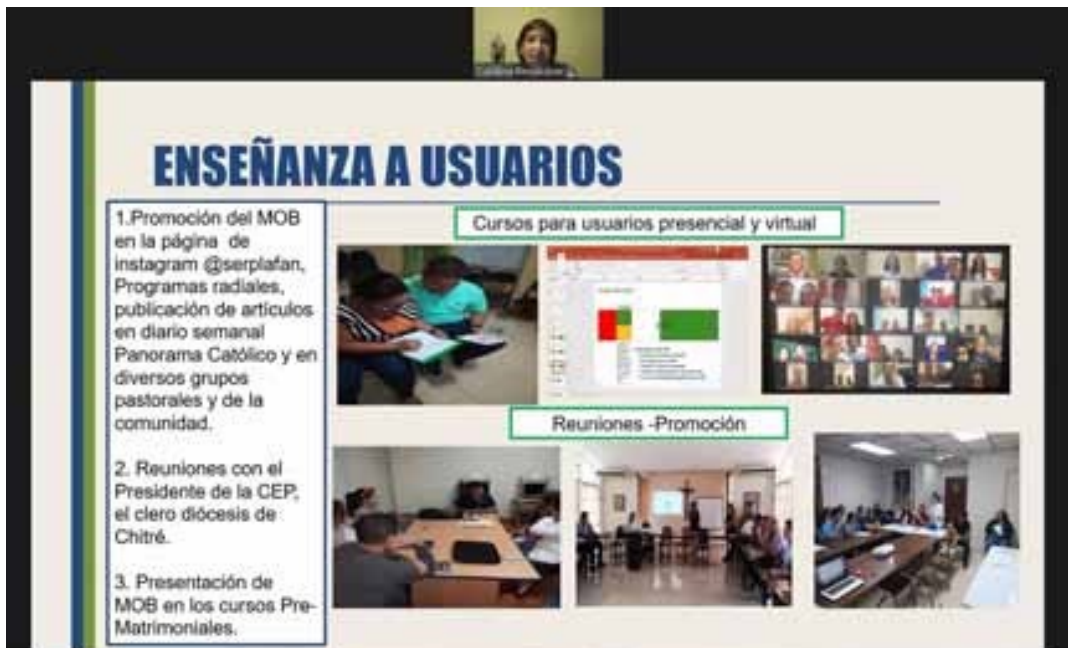 ENSEÑANZA A USUARIOS
1.Promoción del MOB
en la página de
instagram @serplafan,
Programas radiales,
publicación de artículos
en diario semanal
Panorama Católico y en
diversos grupos
pastorales y de la
comunidad.
2. Reuniones con el
Presidente de la CEP,
el clero diócesis de
Chitré.
3. Presentación de
MOB en los cursos Pre-
Matrimoniales.
Cursos para usuarios presencial y virtual
Reuniones -Promoción